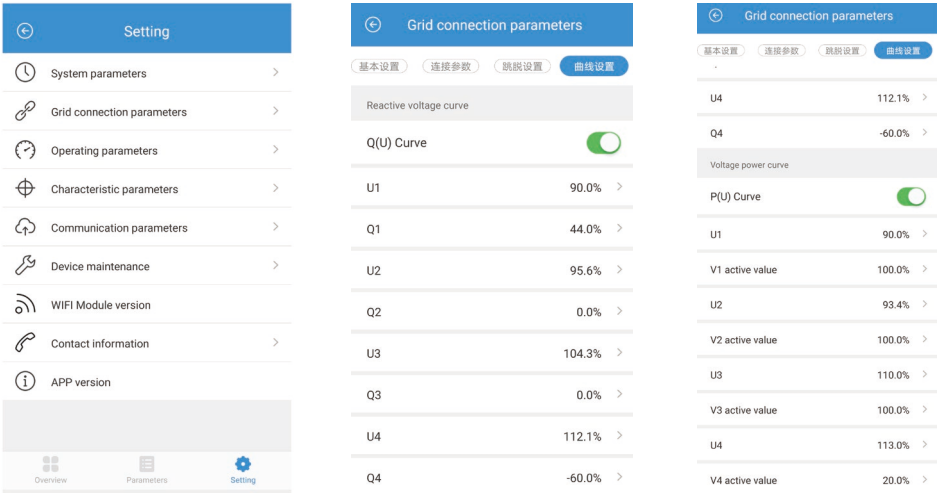 Setting
System parameters
Grid connection parameters
Operating parameters
Characteristic parameters
Communication parameters
Device maintenance
WIFI Module version
Contact information
APP version
Overview Parameters Setting
Grid connection parameters
基本设置 连接参数 跳脱设置 曲线设置
Reactive voltage curve
Q(U) Curve
U1 90.0%
Q1 44.0%
U2 95.6%
Q2 0.0%
U3 104.3%
Q3 0.0%
U4 112.1%
Q4 -60.0%
Grid connection parameters
基本设置 连接参数 跳脱设置 曲线设置
U4 112.1%
Q4 -60.0%
Voltage power curve
P(U) Curve
U1 90.0%
V1 active value 100.0%
U2 93.4%
V2 active value 100.0%
U3 110.0%
V3 active value 100.0%
U4 113.0%
V4 active value 20.0%